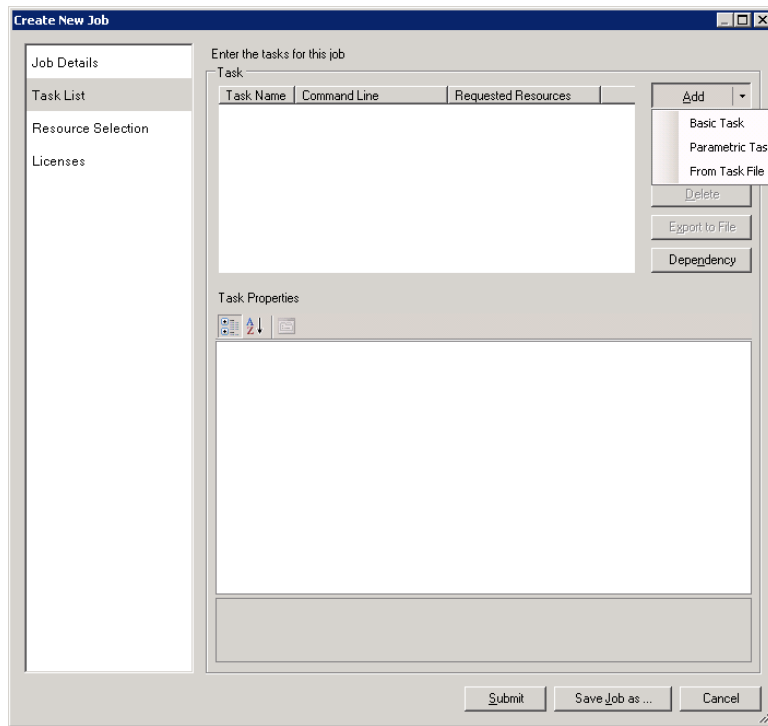 Create New Job
Job Details
Task List
Resource Selection
Licenses
Enter the tasks for this job
Task
Task Name Command Line Requested Resources
Add
Basic Task
Parametric Tas
From Task File
Delete
Export to File
Dependency
Task Properties
Submit Save Job as ... Cancel